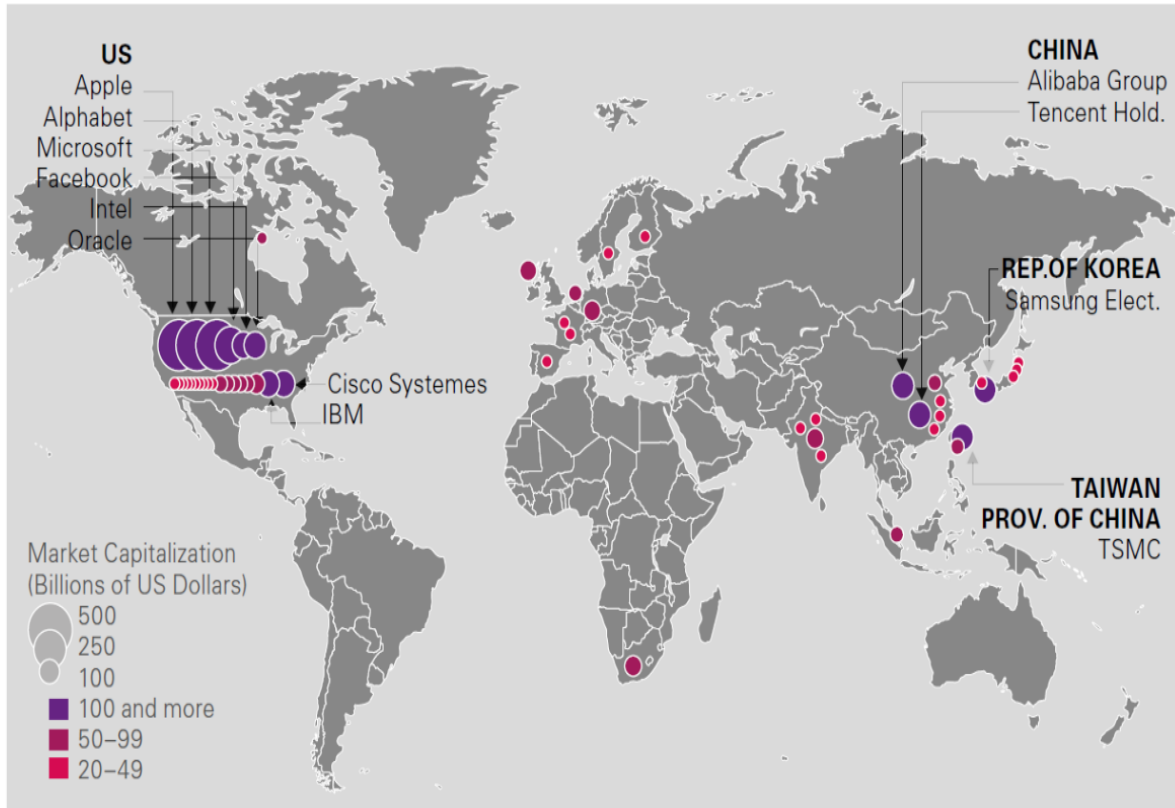 US
Apple
Alphabet
Microsoft
Facebook
Intel
Oracle
Cisco Systemes
IBM
CHINA
Alibaba Group
Tencent Hold.
REP.OF KOREA
Samsung Elect.
TAIWAN
PROV. OF CHINA
TSMC
Market Capitalization
(Billions of US Dollars)
500
250
100
100 and more
50–99
20–49